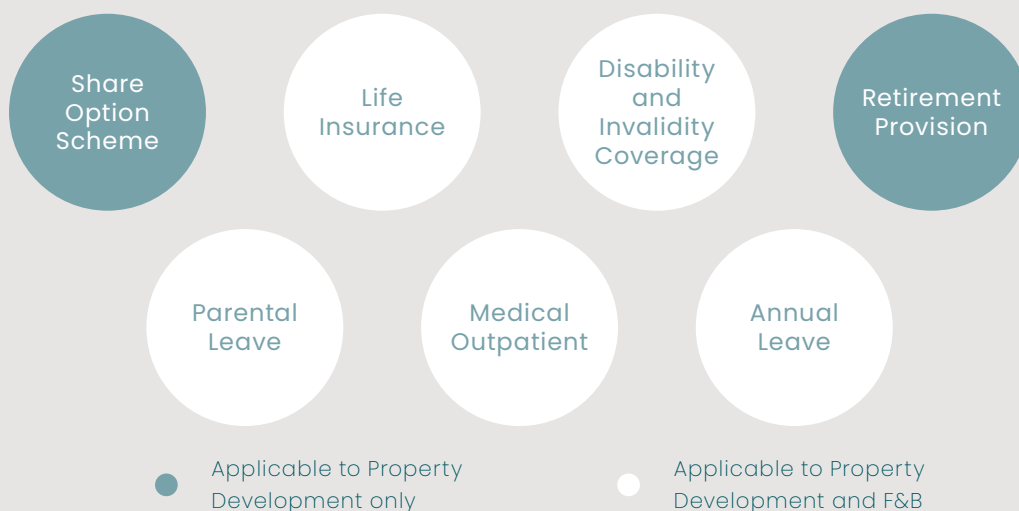 Share
Option
Scheme
Life
Insurance
Disability
and
Invalidity
Coverage
Retirement
Provision
Parental
Leave
Medical
Outpatient
Annual
Leave
Applicable to Property
Development only
Applicable to Property
Development and F&B